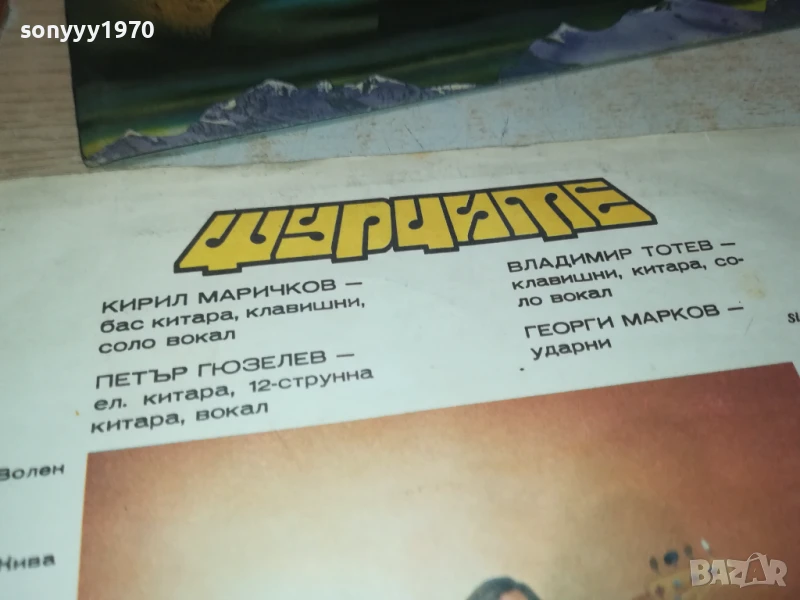 sonyyy1970
ЩУРЦИТЕ
КИРИЛ МАРИЧКОВ –
бас китара, клавишни,
соло вокал
ПЕТЪР ГЮЗЕЛЕВ –
ел. китара, 12-струнна
китара, вокал
ВЛАДИМИР ТОТЕВ –
клавишни, китара, со-
ло вокал
ГЕОРГИ МАРКОВ –
ударни
Волен
Жива
BAZAR